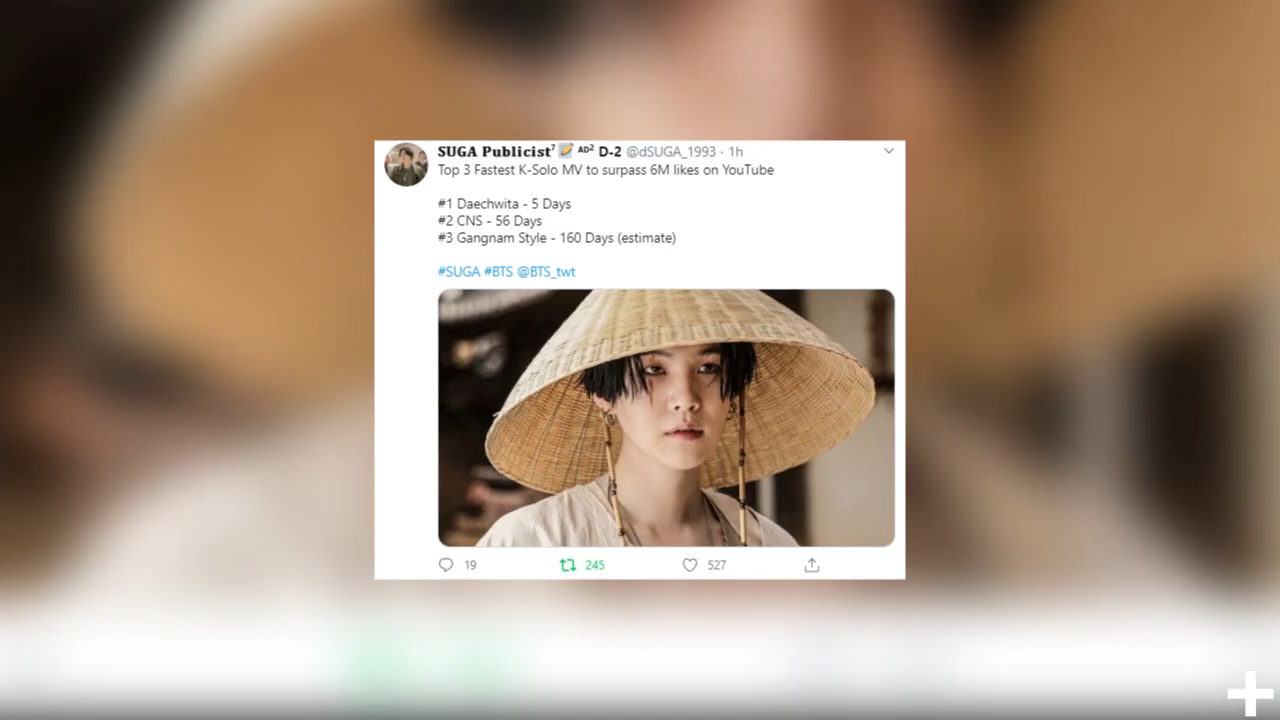 SUGA Publicist⁷ 📝 ᴬᴰ² D-2 @dSUGA_1993 · 1h
Top 3 Fastest K-Solo MV to surpass 6M likes on YouTube
#1 Daechwita - 5 Days
#2 CNS - 56 Days
#3 Gangnam Style - 160 Days (estimate)
#SUGA #BTS @BTS_twt
19 245 527